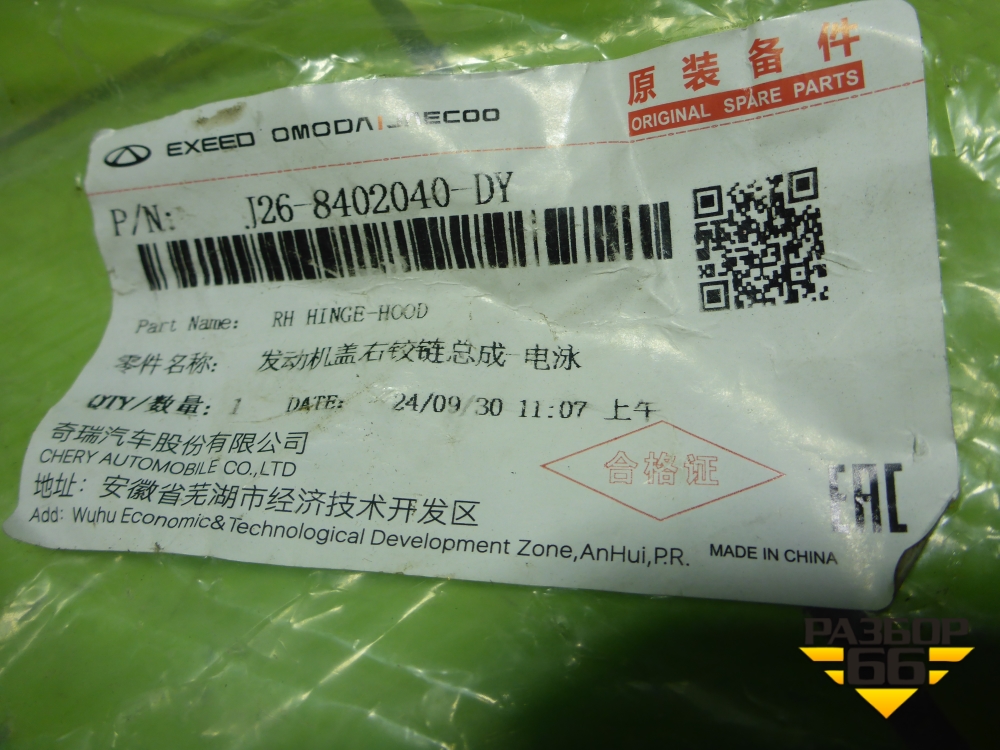 EXEED OMODA|JAECOO
原装备件
ORIGINAL SPARE PARTS
P/N: J26-8402040-DY
Part Name: RH HINGE-HOOD
零件名称: 发动机盖右铰链总成-电泳
QTY/数量: 1 DATE: 24/09/30 11:07 上午
奇瑞汽车股份有限公司
CHERY AUTOMOBILE CO.,LTD
合格证
EAC
地址: 安徽省芜湖市经济技术开发区
Add: Wuhu Economic&Technological Development Zone,AnHui,P.R.
MADE IN CHINA
РАЗБОР
66